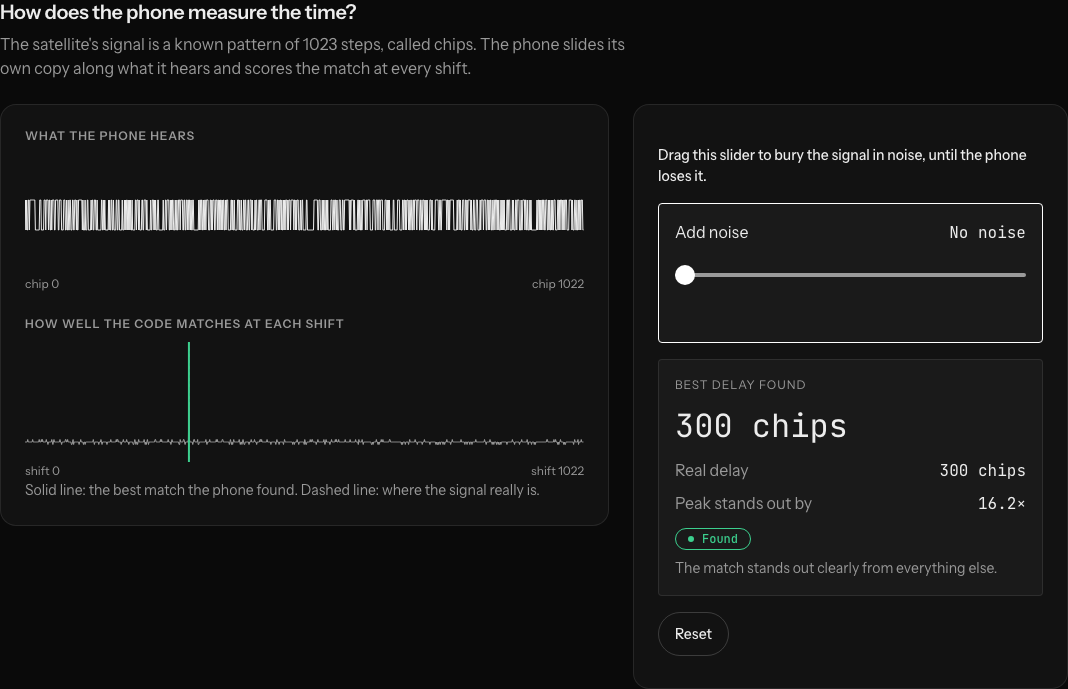 How does the phone measure the time?
The satellite's signal is a known pattern of 1023 steps, called chips. The phone slides its
own copy along what it hears and scores the match at every shift.
WHAT THE PHONE HEARS
chip 0
chip 1022
HOW WELL THE CODE MATCHES AT EACH SHIFT
shift 0
shift 1022
Solid line: the best match the phone found. Dashed line: where the signal really is.
Drag this slider to bury the signal in noise, until the phone
loses it.
Add noise
No noise
BEST DELAY FOUND
300 chips
Real delay
300 chips
Peak stands out by
16.2×
Found
The match stands out clearly from everything else.
Reset